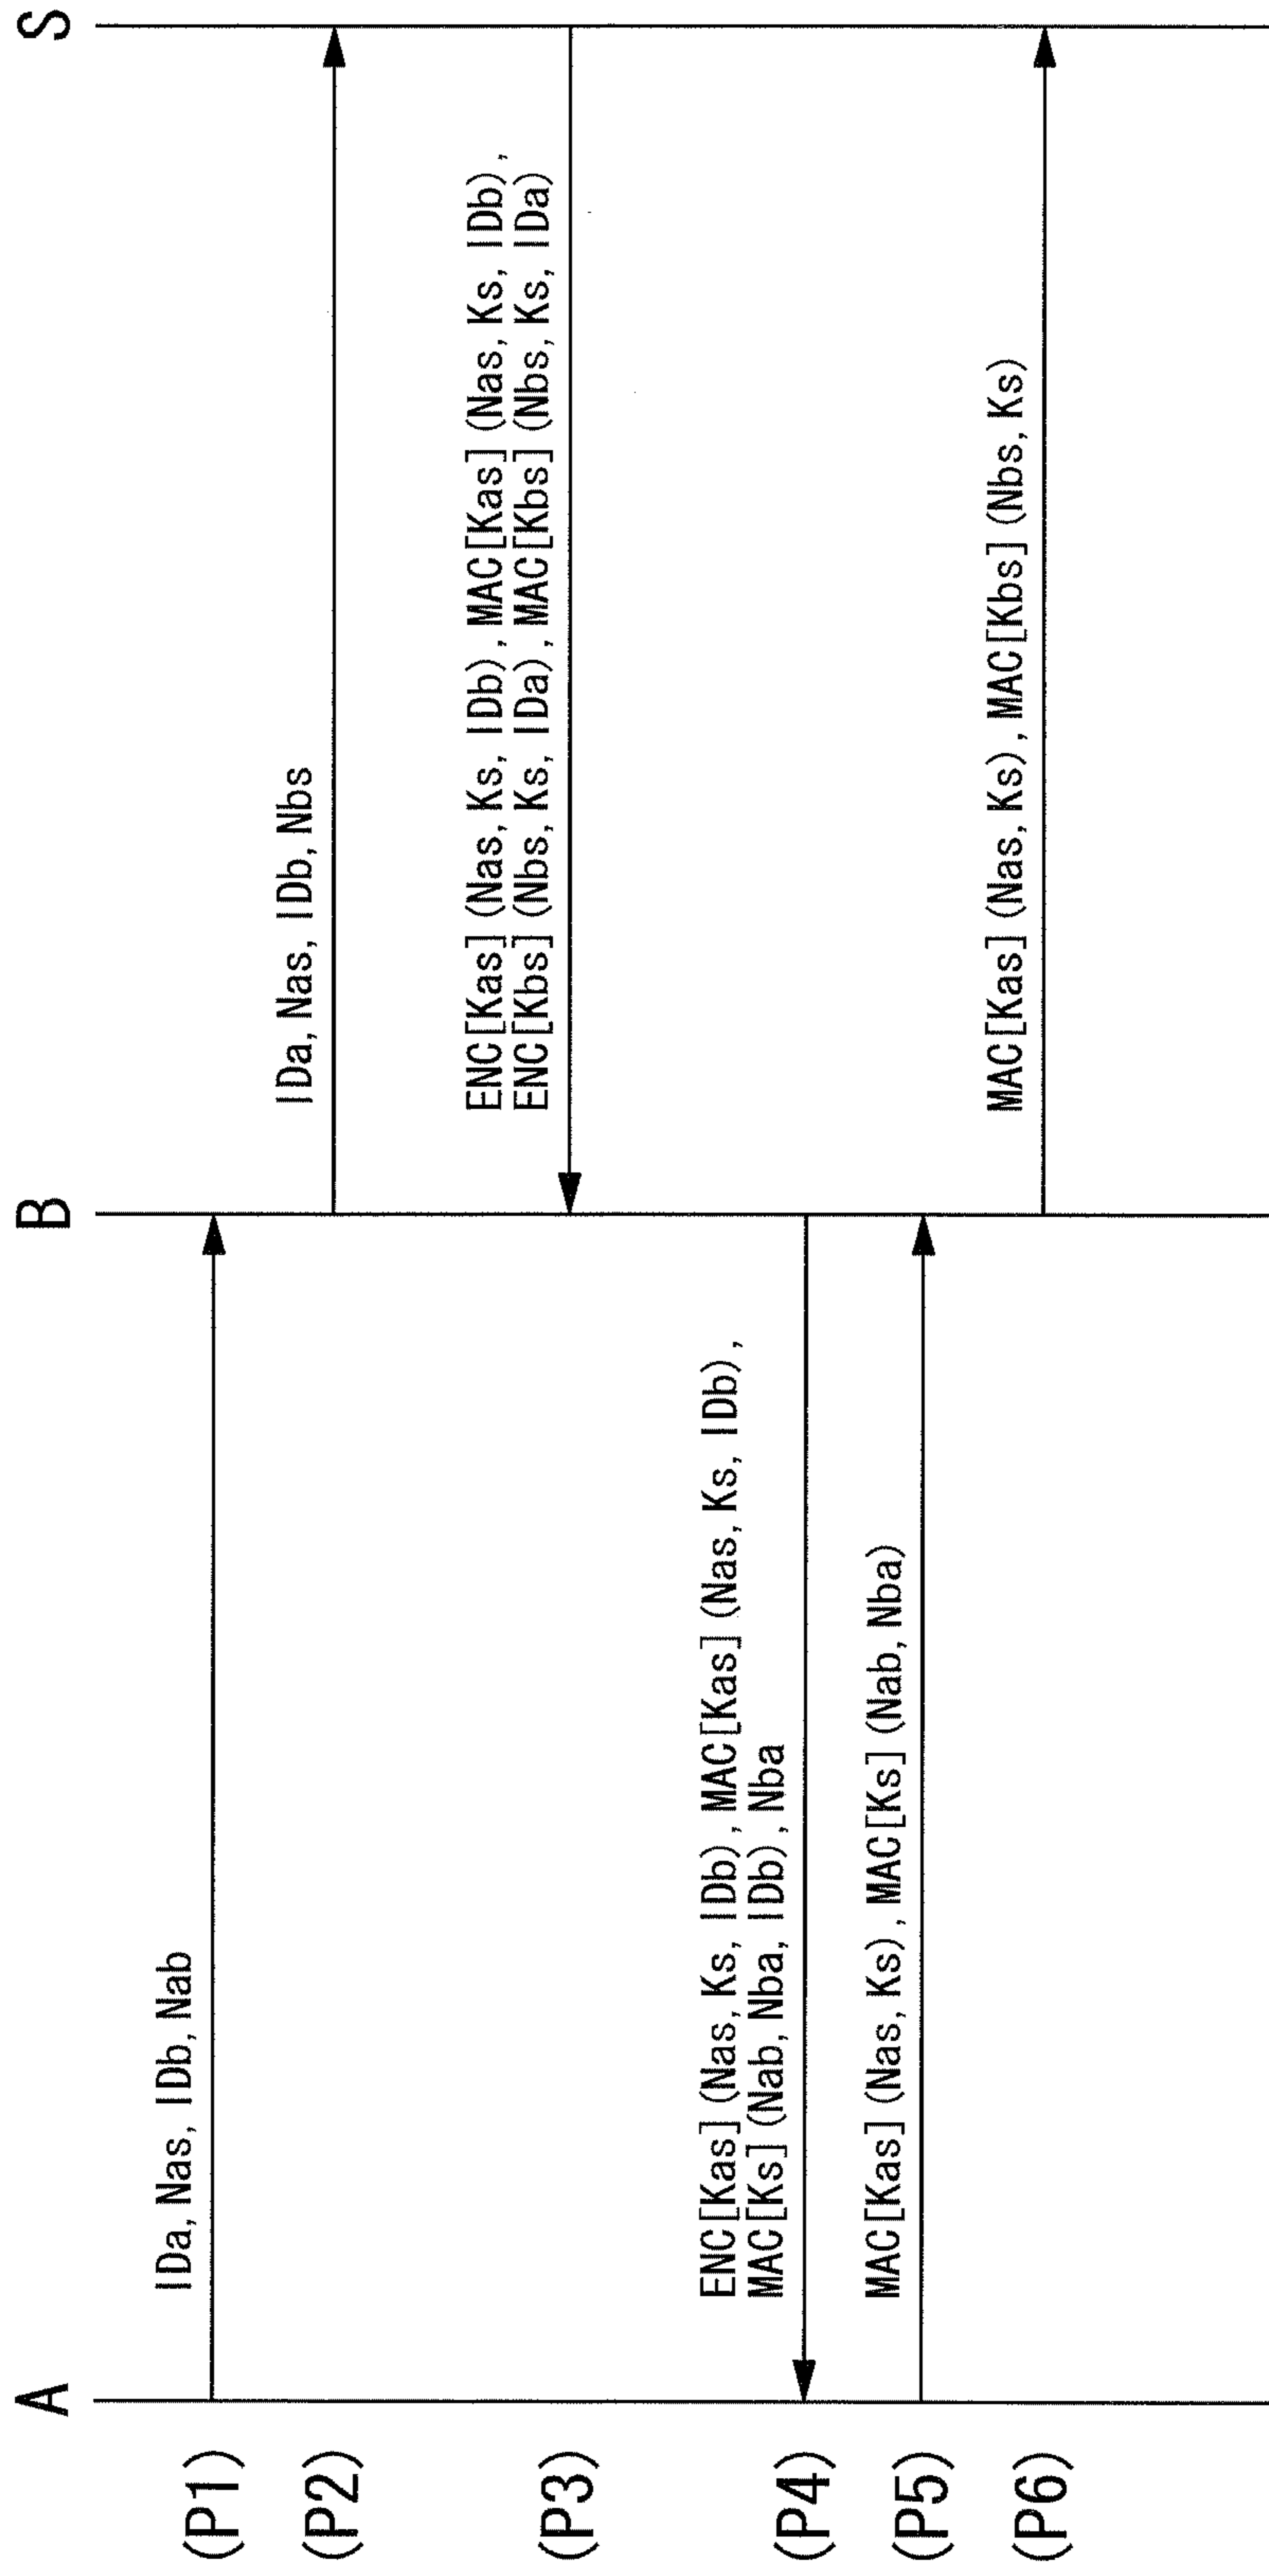 A B S
(P1) IDa, Nas, IDb, Nab
(P2) IDa, Nas, IDb, Nbs
(P3) ENC[Kas](Nas, Ks, IDb), MAC[Kas](Nas, Ks, IDb),
ENC[Kbs](Nbs, Ks, IDa), MAC[Kbs](Nbs, Ks, IDa)
(P4) ENC[Kas](Nas, Ks, IDb), MAC[Kas](Nas, Ks, IDb),
MAC[Ks](Nab, Nba, IDb), Nba
(P5) MAC[Kas](Nas, Ks), MAC[Ks](Nab, Nba)
(P6) MAC[Kas](Nas, Ks), MAC[Kbs](Nbs, Ks)